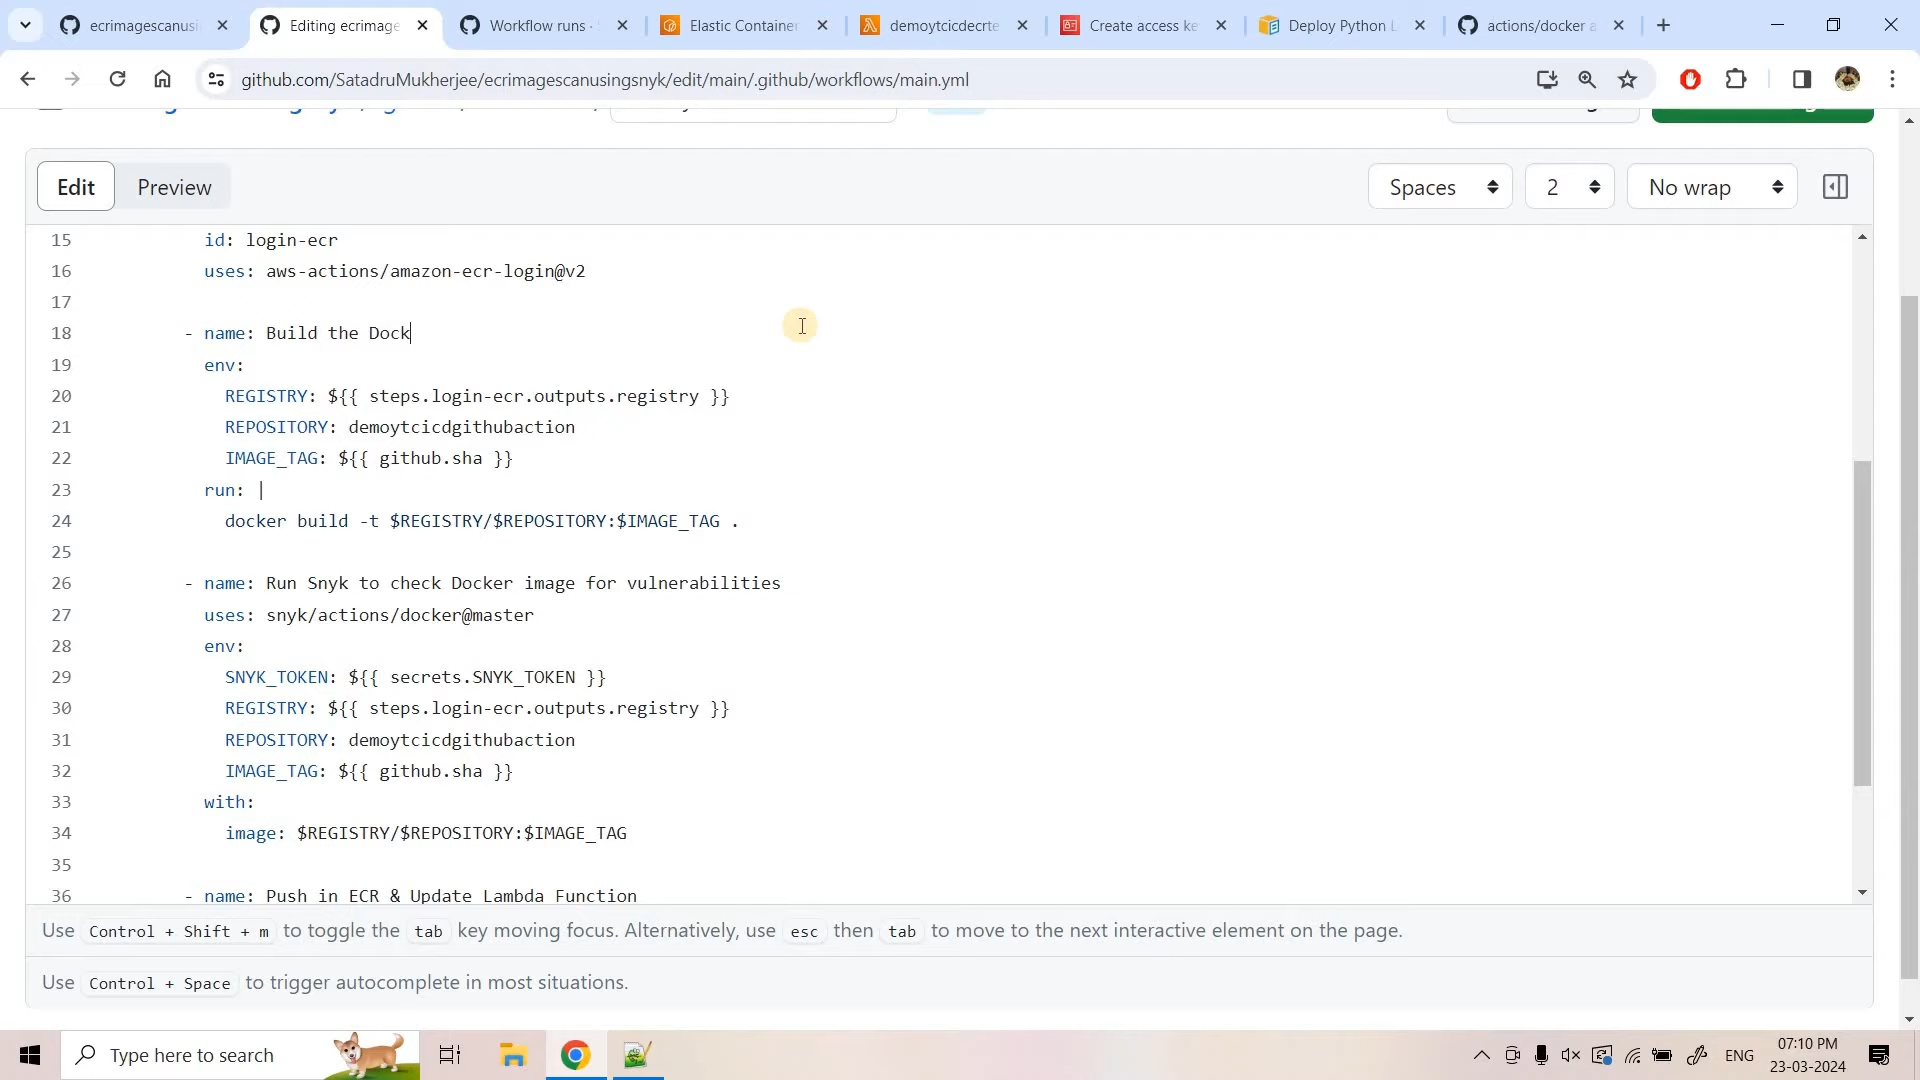 ecrimagescanusi
Editing ecrimage
Workflow runs ·
Elastic Container
demoytcicdecrte
Create access ke
Deploy Python L
actions/docker a
github.com/SatadruMukherjee/ecrimagescanusingsnyk/edit/main/.github/workflows/main.yml
Edit
Preview
Spaces
2
No wrap
15 id: login-ecr
16 uses: aws-actions/amazon-ecr-login@v2
17
18 - name: Build the Dock
19 env:
20 REGISTRY: ${{ steps.login-ecr.outputs.registry }}
21 REPOSITORY: demoytcicdgithubaction
22 IMAGE_TAG: ${{ github.sha }}
23 run: |
24 docker build -t $REGISTRY/$REPOSITORY:$IMAGE_TAG .
25
26 - name: Run Snyk to check Docker image for vulnerabilities
27 uses: snyk/actions/docker@master
28 env:
29 SNYK_TOKEN: ${{ secrets.SNYK_TOKEN }}
30 REGISTRY: ${{ steps.login-ecr.outputs.registry }}
31 REPOSITORY: demoytcicdgithubaction
32 IMAGE_TAG: ${{ github.sha }}
33 with:
34 image: $REGISTRY/$REPOSITORY:$IMAGE_TAG
35
36 - name: Push in ECR & Update Lambda Function
Use Control + Shift + m to toggle the tab key moving focus. Alternatively, use esc then tab to move to the next interactive element on the page.
Use Control + Space to trigger autocomplete in most situations.
Type here to search
ENG
07:10 PM
23-03-2024